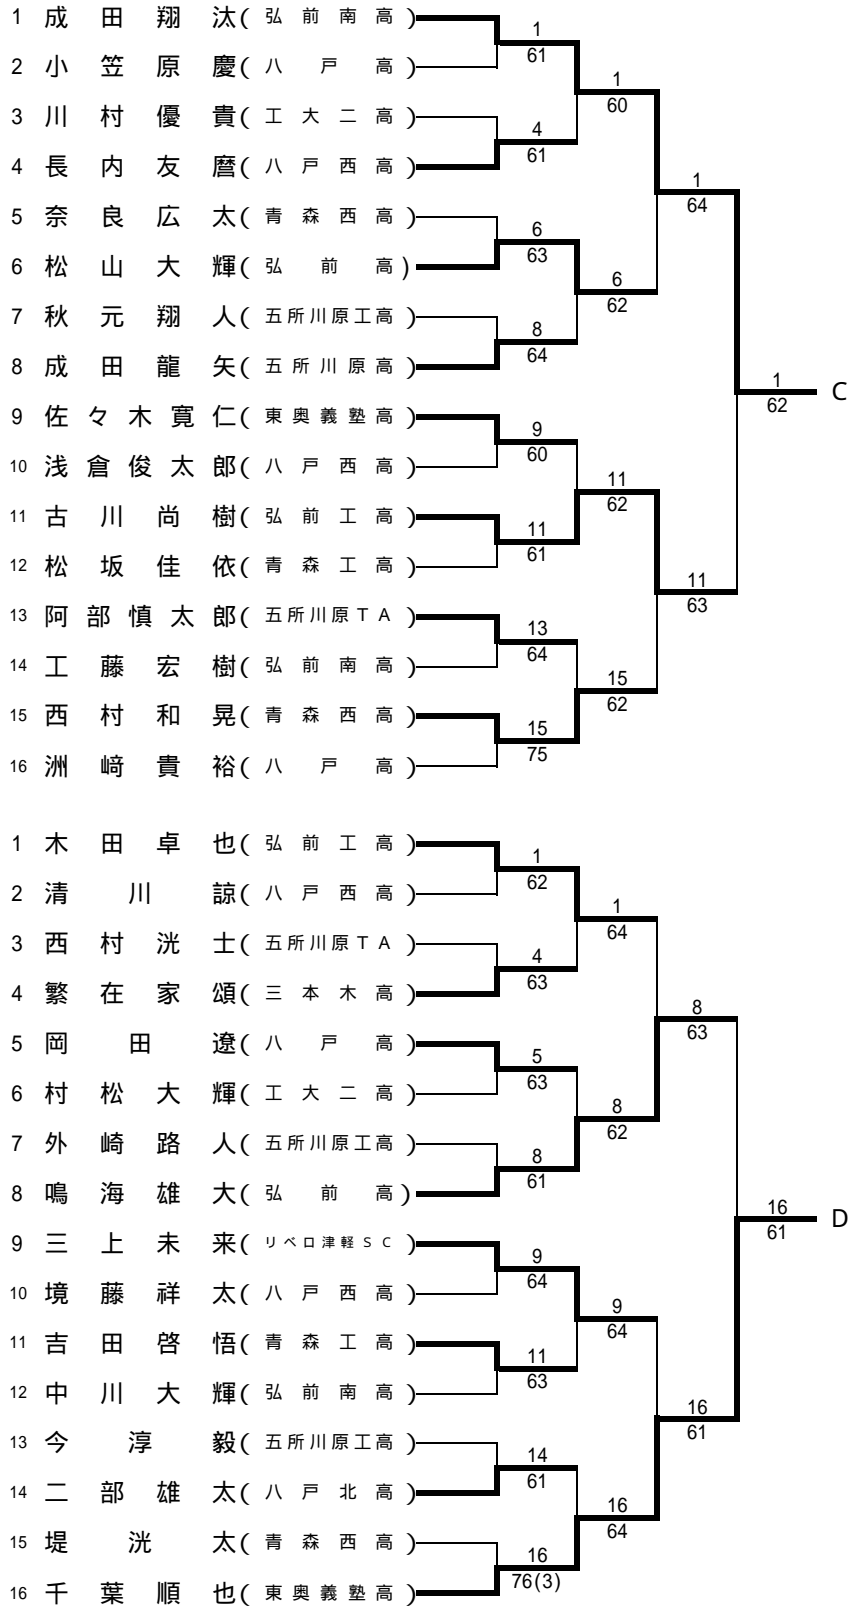 1 成田翔汰(弘前南高)
1
61
2 小笠原慶(八戸高)
1
60
3 川村優貴(工大二高)
4
61
4 長内友麿(八戸西高)
1
64
5 奈良広太(青森西高)
6
63
6 松山大輝(弘前高)
6
62
7 秋元翔人(五所川原工高)
8
64
8 成田龍矢(五所川原高)
1
62
C
9 佐々木寛仁(東奥義塾高)
9
60
10 浅倉俊太郎(八戸西高)
11
62
11 古川尚樹(弘前工高)
11
61
12 松坂佳依(青森工高)
11
63
13 阿部慎太郎(五所川原TA)
13
64
14 工藤宏樹(弘前南高)
15
62
15 西村和晃(青森西高)
15
75
16 洲﨑貴裕(八戸高)
1 木田卓也(弘前工高)
1
62
2 清川諒(八戸西高)
1
64
3 西村洸士(五所川原TA)
4
63
4 繁在家頌(三本木高)
8
63
5 岡田遼(八戸高)
5
63
6 村松大輝(工大二高)
8
62
7 外崎路人(五所川原工高)
8
61
8 鳴海雄大(弘前高)
16
61
D
9 三上未来(リベロ津軽SC)
9
64
10 境藤祥太(八戸西高)
9
64
11 吉田啓悟(青森工高)
11
63
12 中川大輝(弘前南高)
16
61
13 今淳毅(五所川原工高)
14
61
14 二部雄太(八戸北高)
16
64
15 堤洸太(青森西高)
16
76(3)
16 千葉順也(東奥義塾高)